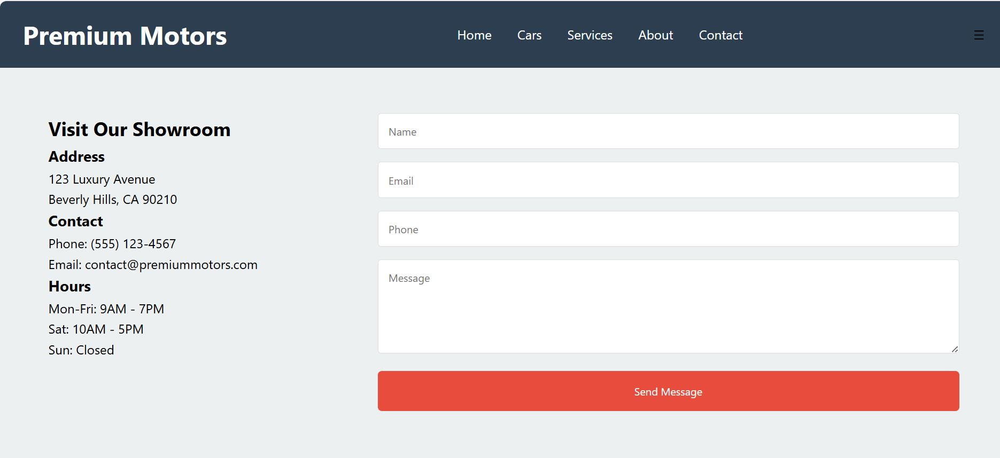 Premium Motors
Home Cars Services About Contact
Visit Our Showroom
Address
123 Luxury Avenue
Beverly Hills, CA 90210
Contact
Phone: (555) 123-4567
Email: contact@premiummotors.com
Hours
Mon-Fri: 9AM - 7PM
Sat: 10AM - 5PM
Sun: Closed
Name
Email
Phone
Message
Send Message